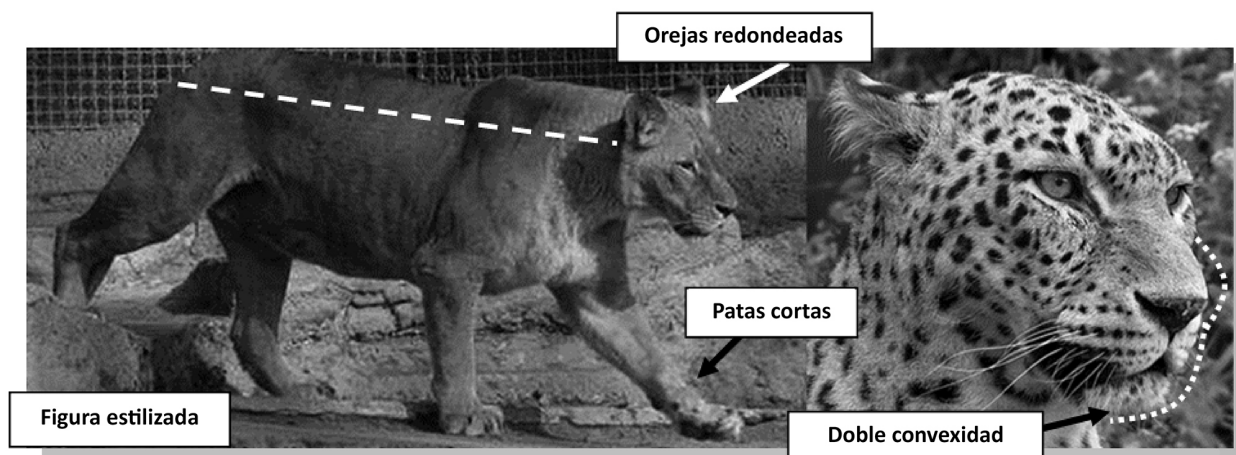 Orejas redondeadas
Patas cortas
Figura estilizada
Doble convexidad